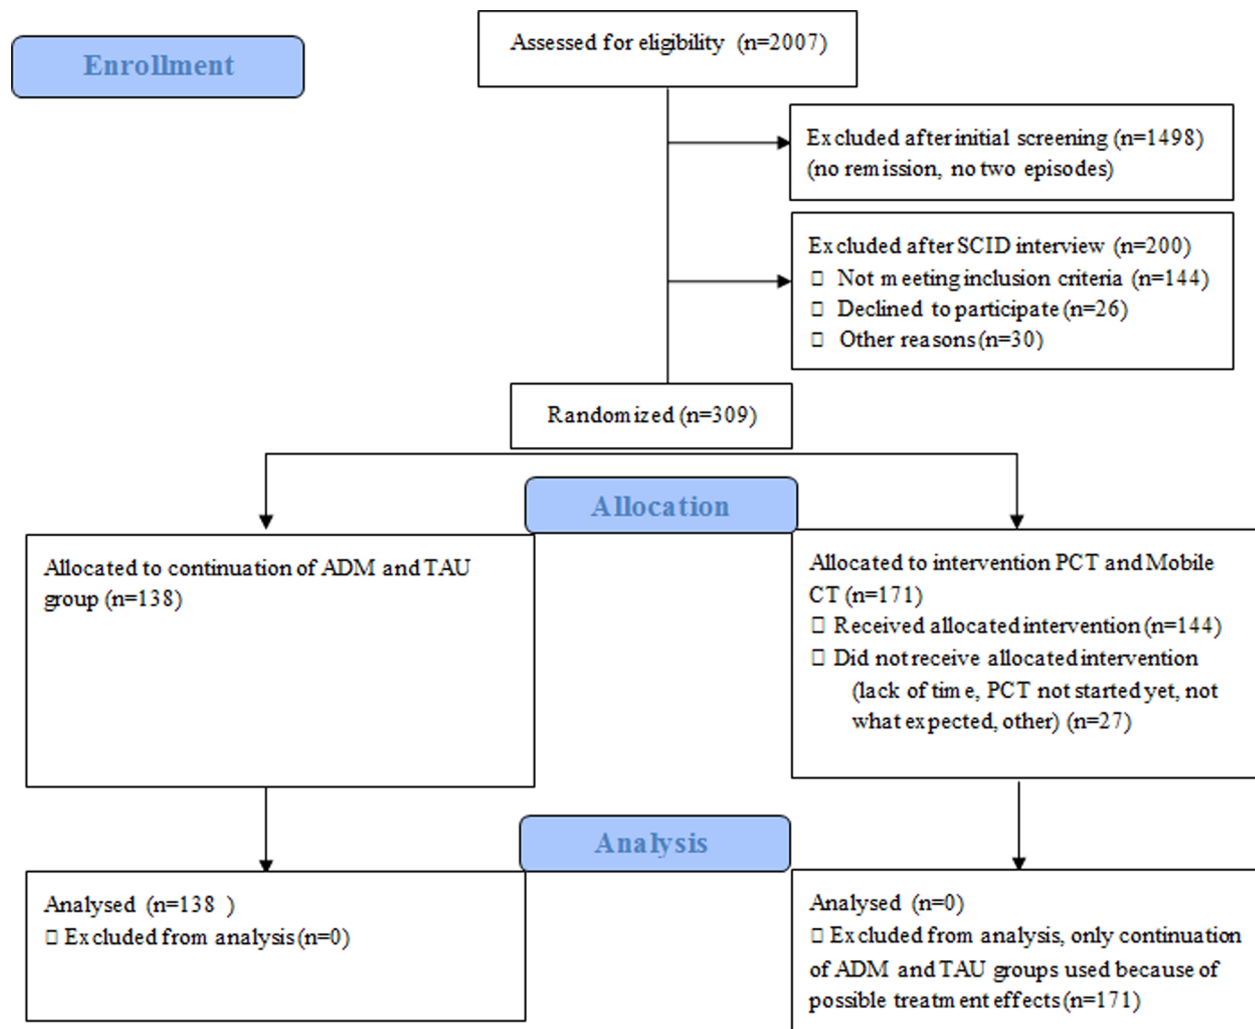 Enrollment
Assessed for eligibility (n=2007)
Excluded after initial screening (n=1498)
(no remission, no two episodes)
Excluded after SCID interview (n=200)
▯ Not meeting inclusion criteria (n=144)
▯ Declined to participate (n=26)
▯ Other reasons (n=30)
Randomized (n=309)
Allocation
Allocated to continuation of ADM and TAU
group (n=138)
Allocated to intervention PCT and Mobile
CT (n=171)
▯ Received allocated intervention (n=144)
▯ Did not receive allocated intervention
(lack of time, PCT not started yet, not
what expected, other) (n=27)
Analysis
Analysed (n=138 )
▯ Excluded from analysis (n=0)
Analysed (n=0)
▯ Excluded from analysis, only continuation
of ADM and TAU groups used because of
possible treatment effects (n=171)